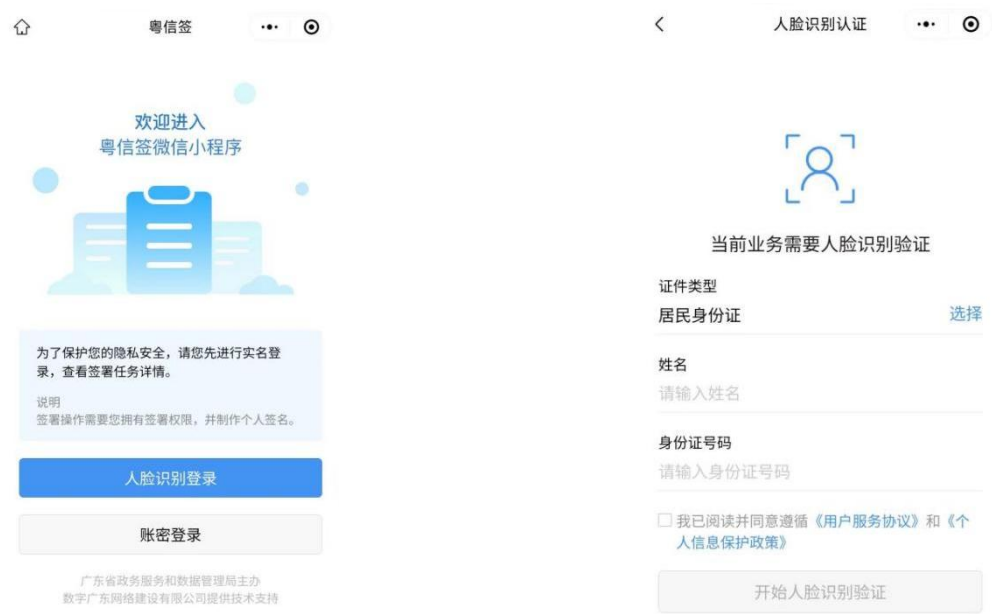 粤信签
欢迎进入
粤信签微信小程序
为了保护您的隐私安全，请您先进行实名登
录，查看签署任务详情。
说明
签署操作需要您拥有签署权限，并制作个人签名。
人脸识别登录
账密登录
广东省政务服务和数据管理局主办
数字广东网络建设有限公司提供技术支持
人脸识别认证
当前业务需要人脸识别验证
证件类型
居民身份证 选择
姓名
请输入姓名
身份证号码
请输入身份证号码
我已阅读并同意遵循《用户服务协议》和《个
人信息保护政策》
开始人脸识别验证